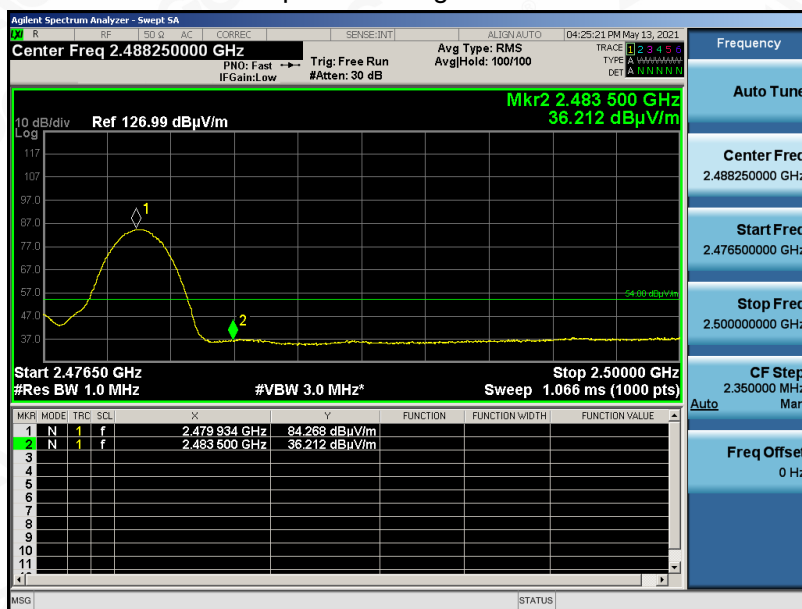 Agilent Spectrum Analyzer - Swept SA
LXI R RF 50 Ω AC CORREC SENSE:INT ALIGN AUTO 04:25:21 PM May 13, 2021
Center Freq 2.488250000 GHz
PNO: Fast
IFGain:Low
Trig: Free Run
#Atten: 30 dB
Avg Type: RMS
Avg|Hold: 100/100
TRACE 1 2 3 4 5 6
TYPE A WWWWW
DET A N N N N N
Mkr2 2.483 500 GHz
36.212 dBµV/m
10 dB/div Ref 126.99 dBµV/m
Log
117
107
97.0
87.0
77.0
67.0
57.0
47.0
37.0
1
2
54.00 dBµV/m
Start 2.47650 GHz Stop 2.50000 GHz
#Res BW 1.0 MHz #VBW 3.0 MHz* Sweep 1.066 ms (1000 pts)
MKR MODE TRC SCL X Y FUNCTION FUNCTION WIDTH FUNCTION VALUE
1 N 1 f 2.479 934 GHz 84.268 dBµV/m
2 N 1 f 2.483 500 GHz 36.212 dBµV/m
3
4
5
6
7
8
9
10
11
MSG STATUS
Frequency
Auto Tune
Center Freq
2.488250000 GHz
Start Freq
2.476500000 GHz
Stop Freq
2.500000000 GHz
CF Step
2.350000 MHz
Auto Man
Freq Offset
0 Hz